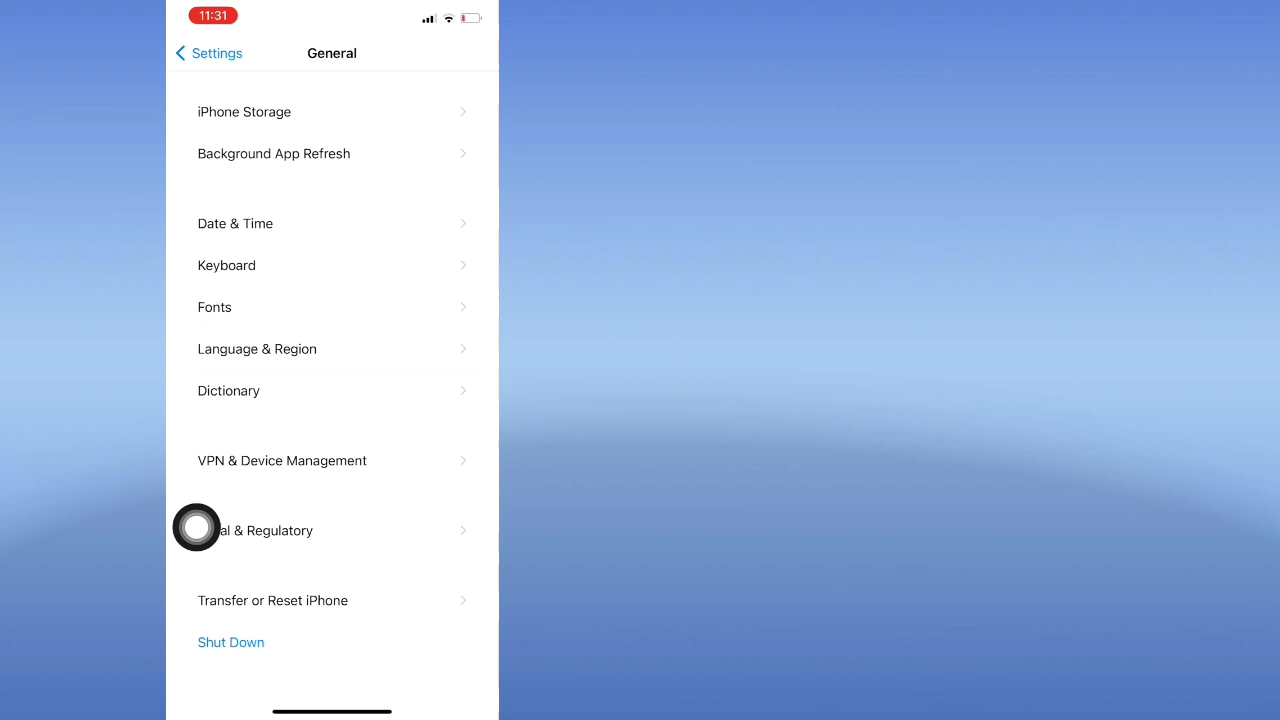 11:31
Settings
General
iPhone Storage
Background App Refresh
Date & Time
Keyboard
Fonts
Language & Region
Dictionary
VPN & Device Management
& Regulatory
Transfer or Reset iPhone
Shut Down